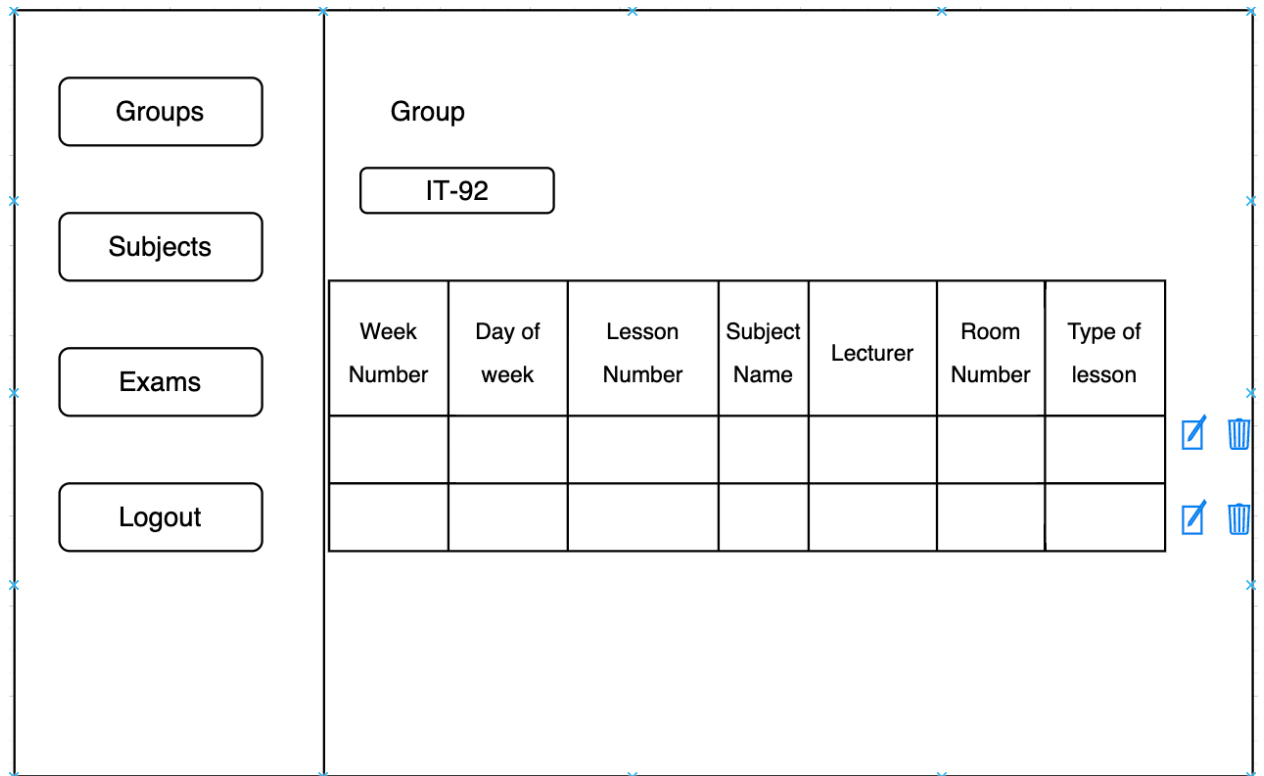 Groups
Subjects
Exams
Logout
Group
IT-92
Week
Number
Day of
week
Lesson
Number
Subject
Name
Lecturer
Room
Number
Type of
lesson